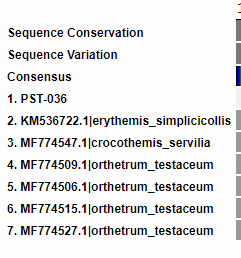 Sequence Conservation
Sequence Variation
Consensus
1. PST-036
2. KM536722.1|erythemis_simplicicollis
3. MF774547.1|crocothemis_servilia
4. MF774509.1|orthetrum_testaceum
5. MF774506.1|orthetrum_testaceum
6. MF774515.1|orthetrum_testaceum
7. MF774527.1|orthetrum_testaceum